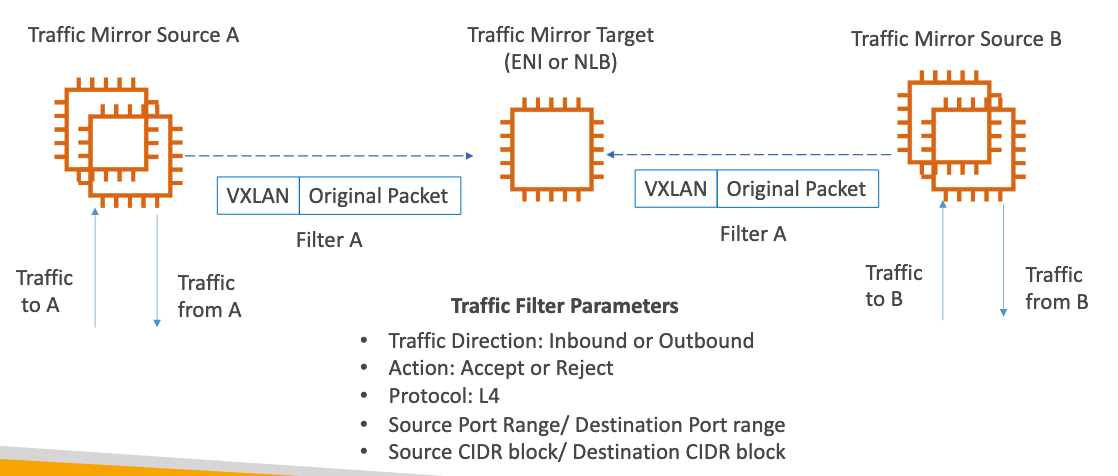 Traffic Mirror Source A
Traffic Mirror Target
(ENI or NLB)
Traffic Mirror Source B
VXLAN Original Packet
Filter A
VXLAN Original Packet
Filter A
Traffic
to A
Traffic
from A
Traffic
to B
Traffic
from B
Traffic Filter Parameters
• Traffic Direction: Inbound or Outbound
• Action: Accept or Reject
• Protocol: L4
• Source Port Range/ Destination Port range
• Source CIDR block/ Destination CIDR block